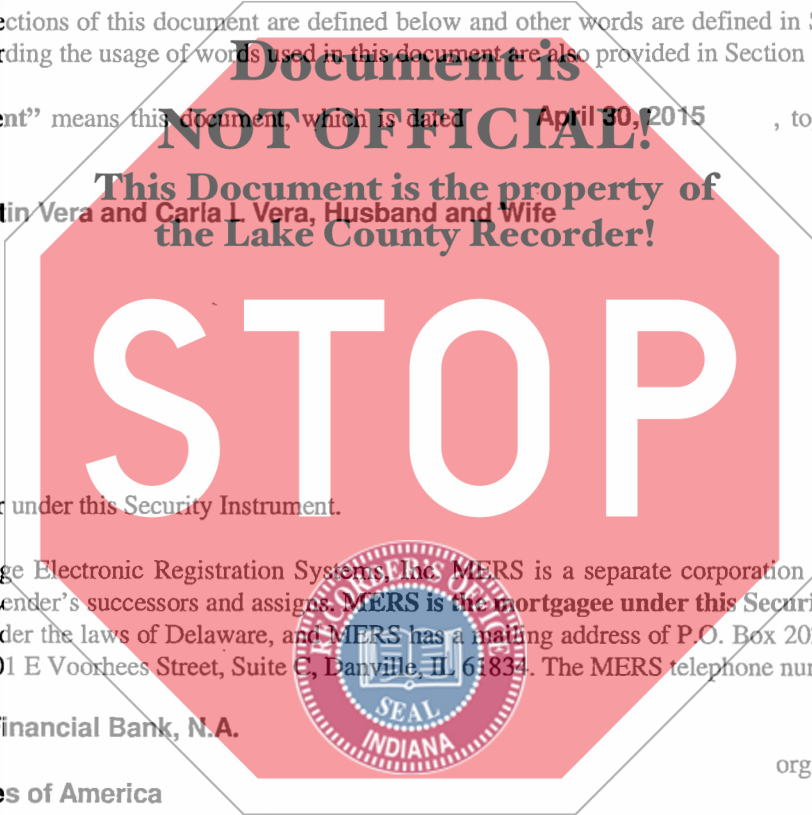 ections of this document are defined below and other words are defined in S
rding the usage of words used in this document are also provided in Section
Document is
ent” means this document, which is dated April 30, 2015 , to
NOT OFFICIAL!
This Document is the property of
tin Vera and Carla L Vera, Husband and Wife
the Lake County Recorder!
STOP
r under this Security Instrument.
ge Electronic Registration Systems, Inc. MERS is a separate corporation
ender’s successors and assigns. MERS is the mortgagee under this Securi
der the laws of Delaware, and MERS has a mailing address of P.O. Box 20
01 E Voorhees Street, Suite C, Danville, IL 61834. The MERS telephone nu
RECORDER'S OFFICE
SEAL
INDIANA
inancial Bank, N.A.
org
es of America